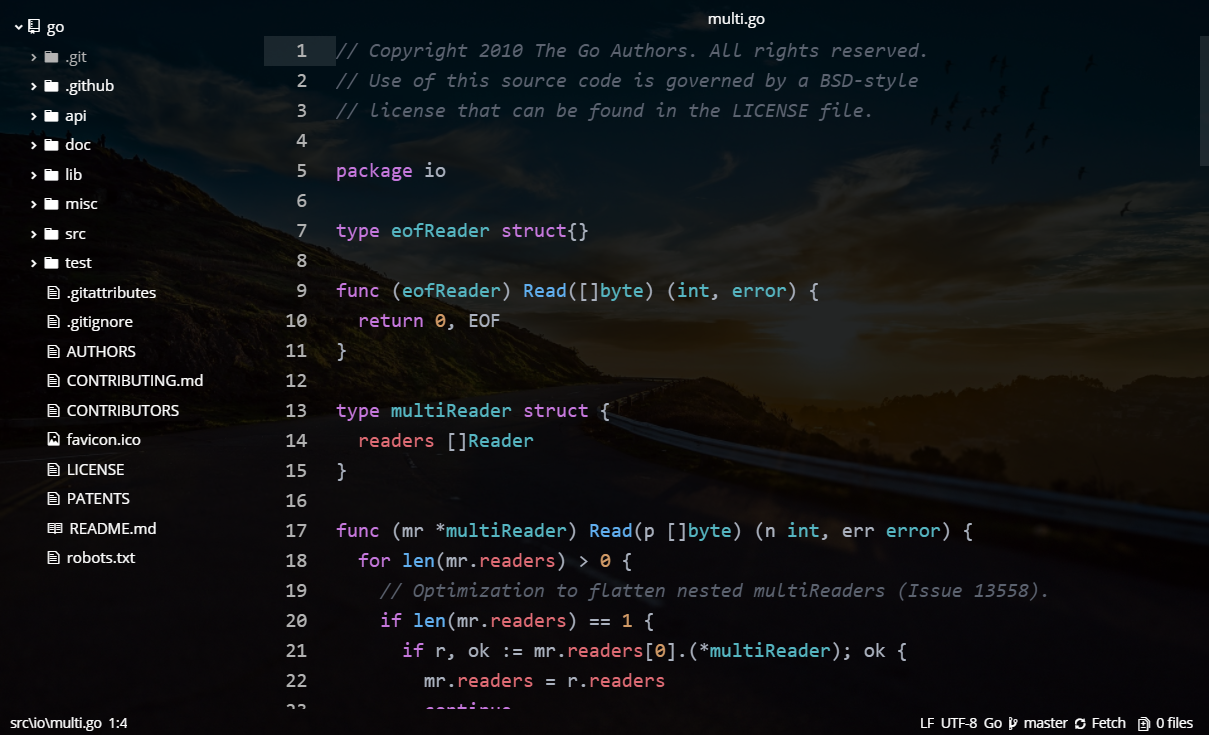 go
.git
.github
api
doc
lib
misc
src
test
.gitattributes
.gitignore
AUTHORS
CONTRIBUTING.md
CONTRIBUTORS
favicon.ico
LICENSE
PATENTS
README.md
robots.txt
multi.go
1 // Copyright 2010 The Go Authors. All rights reserved.
2 // Use of this source code is governed by a BSD-style
3 // license that can be found in the LICENSE file.
4
5 package io
6
7 type eofReader struct{}
8
9 func (eofReader) Read([]byte) (int, error) {
10   return 0, EOF
11 }
12
13 type multiReader struct {
14   readers []Reader
15 }
16
17 func (mr *multiReader) Read(p []byte) (n int, err error) {
18   for len(mr.readers) > 0 {
19     // Optimization to flatten nested multiReaders (Issue 13558).
20     if len(mr.readers) == 1 {
21       if r, ok := mr.readers[0].(*multiReader); ok {
22         mr.readers = r.readers
23         continue
src\io\multi.go 1:4
LF UTF-8 Go master Fetch 0 files